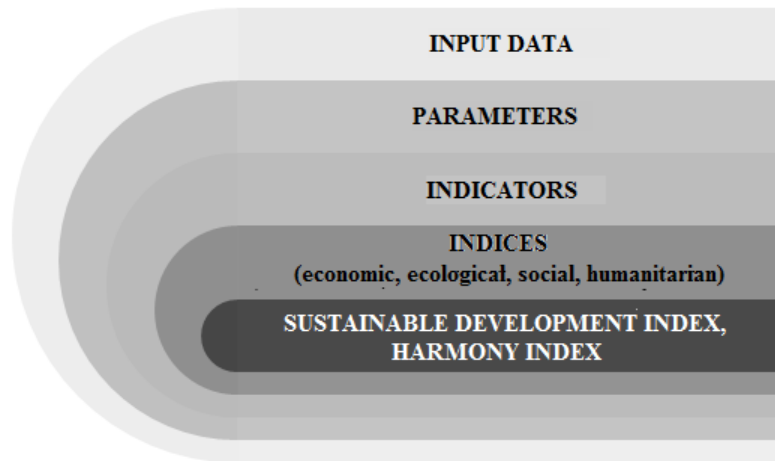 INPUT DATA
PARAMETERS
INDICATORS
INDICES
(economic, ecological, social, humanitarian)
SUSTAINABLE DEVELOPMENT INDEX,
HARMONY INDEX